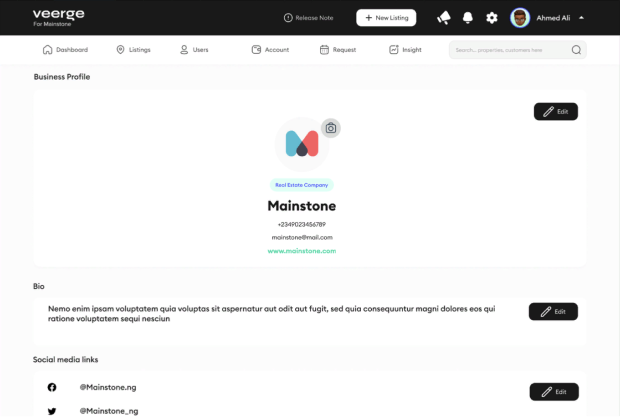 veerge
For Mainstone
Release Note
+ New Listing
Ahmed Ali
Dashboard
Listings
Users
Account
Request
Insight
Search... properties, customers here
Business Profile
Edit
Real Estate Company
Mainstone
+2349023456789
mainstone@mail.com
www.mainstone.com
Bio
Nemo enim ipsam voluptatem quia voluptas sit aspernatur aut odit aut fugit, sed quia consequuntur magni dolores eos qui
ratione voluptatem sequi nesciun
Edit
Social media links
@Mainstone.ng
Edit
@Mainstone_ng